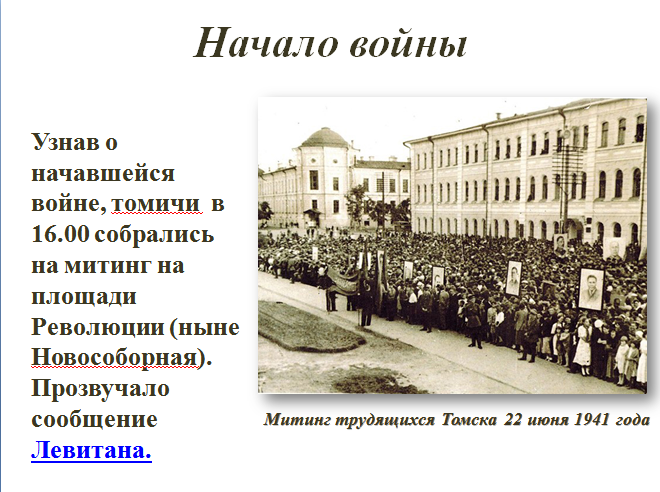 Начало войны
Узнав о
начавшейся
войне, томичи в
16.00 собрались
на митинг на
площади
Революции (ныне
Новособорная).
Прозвучало
сообщение
Левитана.
Митинг трудящихся Томска 22 июня 1941 года